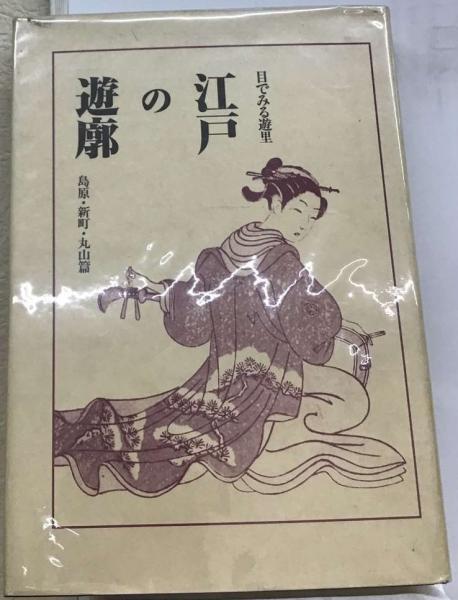 目でみる遊里
江戸
の
遊廓
島原・新町・丸山篇